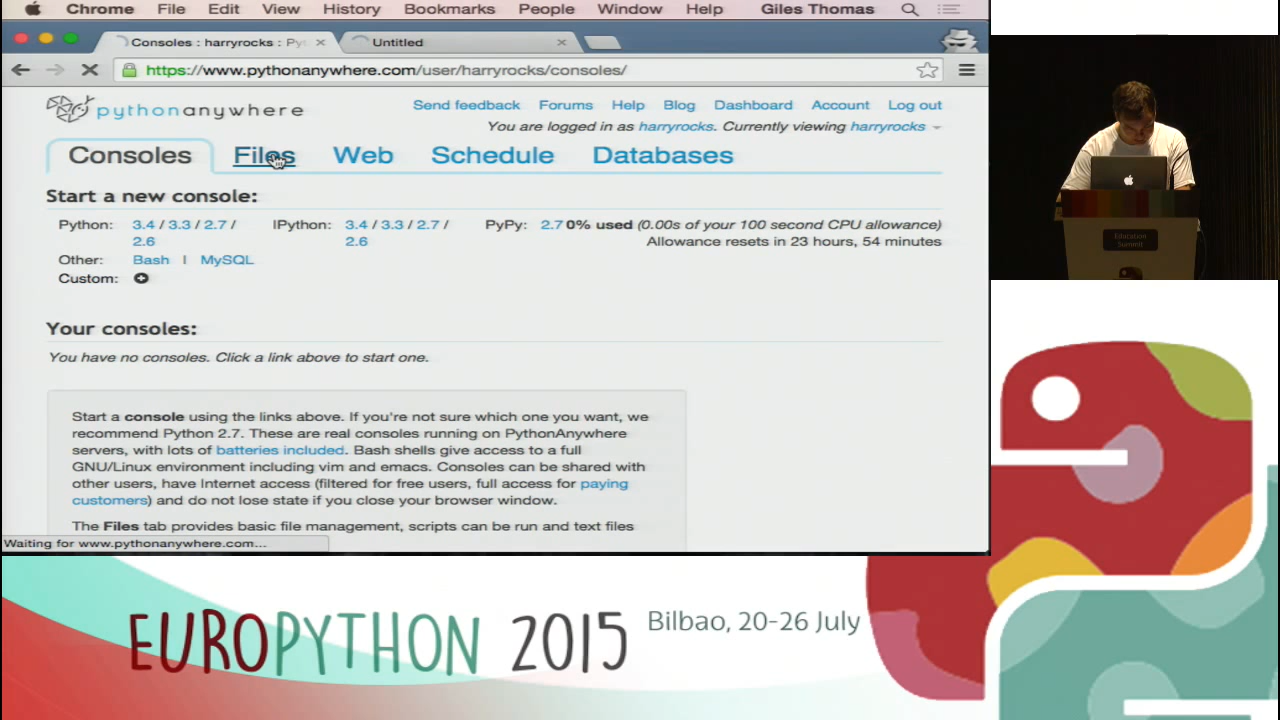 Chrome File Edit View History Bookmarks People Window Help Giles Thomas
Consoles : harryrocks : Py Untitled
https://www.pythonanywhere.com/user/harryrocks/consoles/
pythonanywhere
Send feedback Forums Help Blog Dashboard Account Log out
You are logged in as harryrocks. Currently viewing harryrocks
Consoles Files Web Schedule Databases
Start a new console:
Python: 3.4 / 3.3 / 2.7 / 2.6
IPython: 3.4 / 3.3 / 2.7 / 2.6
PyPy: 2.7
0% used (0.00s of your 100 second CPU allowance)
Allowance resets in 23 hours, 54 minutes
Other: Bash | MySQL
Custom:
Your consoles:
You have no consoles. Click a link above to start one.
Start a console using the links above. If you're not sure which one you want, we
recommend Python 2.7. These are real consoles running on PythonAnywhere
servers, with lots of batteries included. Bash shells give access to a full
GNU/Linux environment including vim and emacs. Consoles can be shared with
other users, have Internet access (filtered for free users, full access for paying
customers) and do not lose state if you close your browser window.
The Files tab provides basic file management, scripts can be run and text files
Waiting for www.pythonanywhere.com...
Education
Summit
EUROPYTHON 2015
Bilbao, 20-26 July